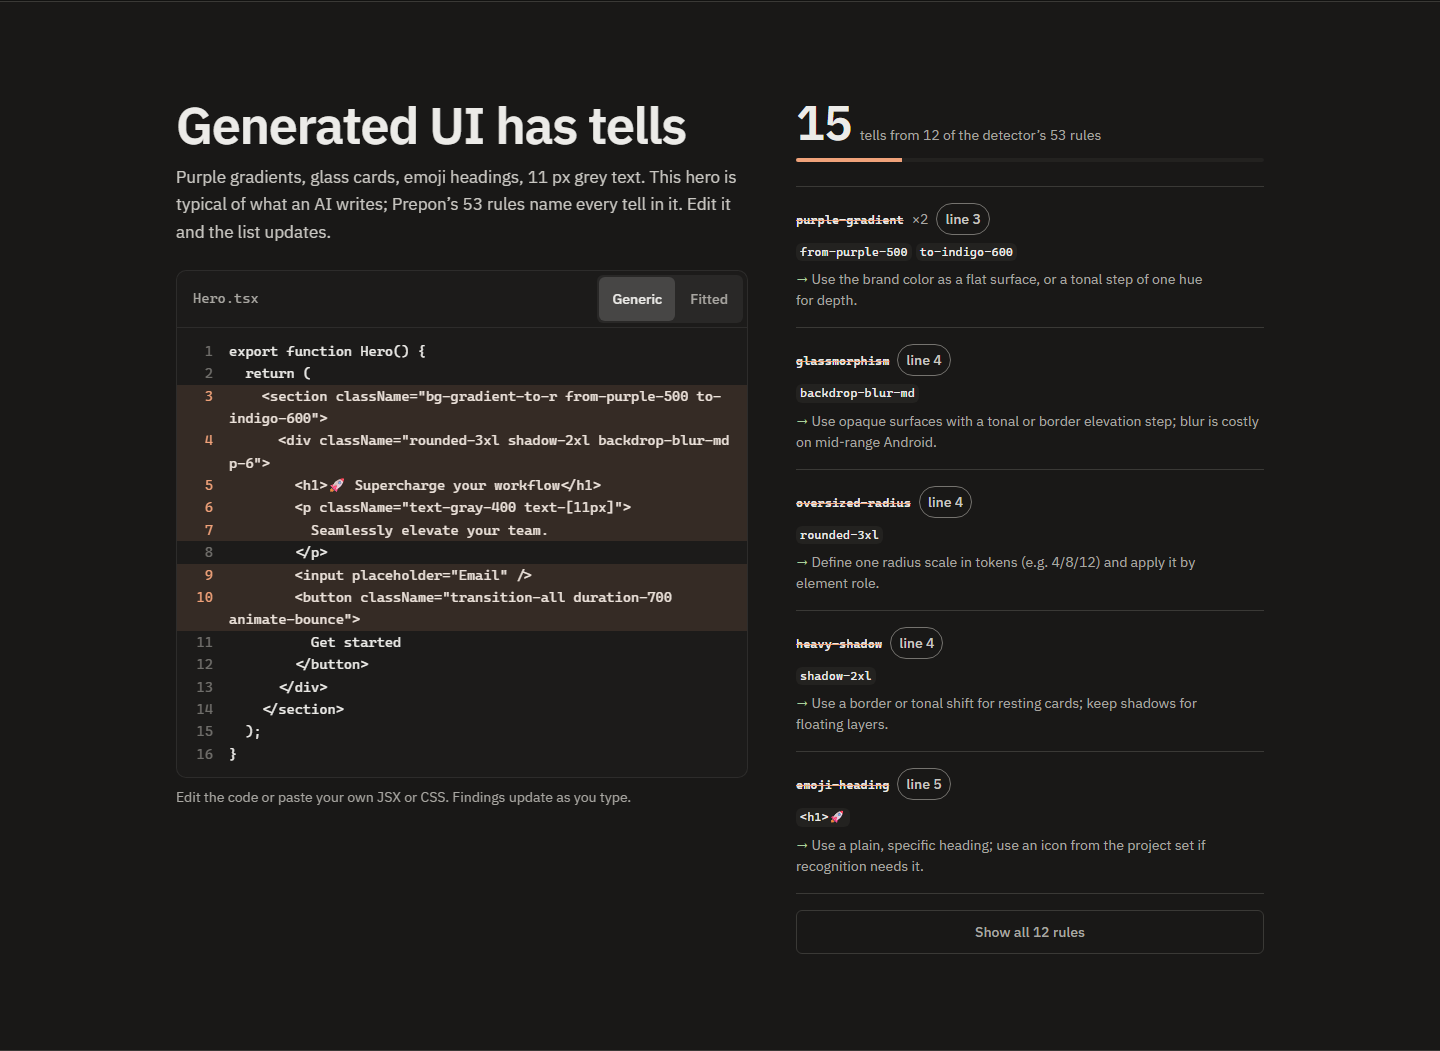 Generated UI has tells
Purple gradients, glass cards, emoji headings, 11 px grey text. This hero is
typical of what an AI writes; Prepon’s 53 rules name every tell in it. Edit it
and the list updates.
Hero.tsx
Generic
Fitted
1 export function Hero() {
2 return (
3 <section className="bg-gradient-to-r from-purple-500 to-
indigo-600">
4 <div className="rounded-3xl shadow-2xl backdrop-blur-md
p-6">
5 <h1>🚀 Supercharge your workflow</h1>
6 <p className="text-gray-400 text-[11px]">
7 Seamlessly elevate your team.
8 </p>
9 <input placeholder="Email" />
10 <button className="transition-all duration-700
animate-bounce">
11 Get started
12 </button>
13 </div>
14 </section>
15 );
16 }
Edit the code or paste your own JSX or CSS. Findings update as you type.
15 tells from 12 of the detector’s 53 rules
purple-gradient ×2 line 3
from-purple-500 to-indigo-600
→ Use the brand color as a flat surface, or a tonal step of one hue
for depth.
glassmorphism line 4
backdrop-blur-md
→ Use opaque surfaces with a tonal or border elevation step; blur is costly
on mid-range Android.
oversized-radius line 4
rounded-3xl
→ Define one radius scale in tokens (e.g. 4/8/12) and apply it by
element role.
heavy-shadow line 4
shadow-2xl
→ Use a border or tonal shift for resting cards; keep shadows for
floating layers.
emoji-heading line 5
<h1>🚀
→ Use a plain, specific heading; use an icon from the project set if
recognition needs it.
Show all 12 rules